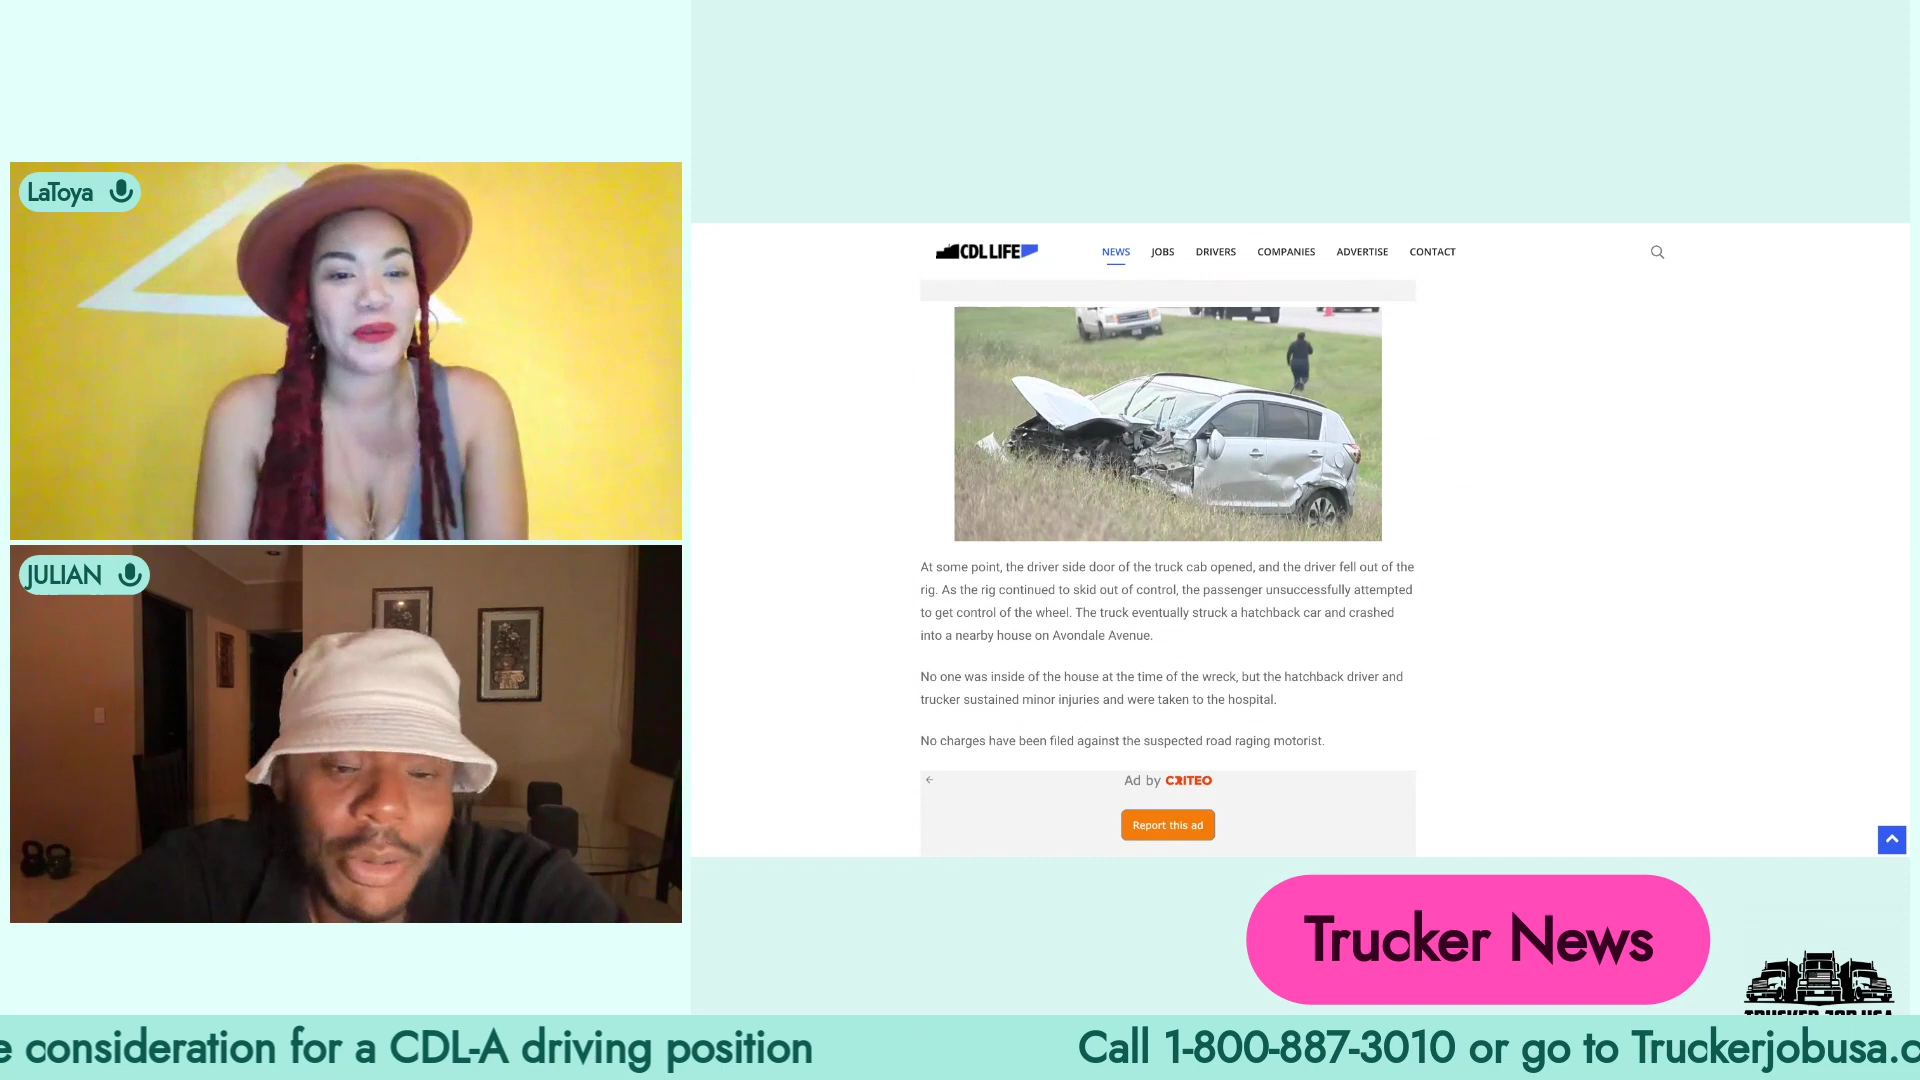 LaToya
JULIAN
CDL LIFE
NEWS JOBS DRIVERS COMPANIES ADVERTISE CONTACT
At some point, the driver side door of the truck cab opened, and the driver fell out of the
rig. As the rig continued to skid out of control, the passenger unsuccessfully attempted
to get control of the wheel. The truck eventually struck a hatchback car and crashed
into a nearby house on Avondale Avenue.
No one was inside of the house at the time of the wreck, but the hatchback driver and
trucker sustained minor injuries and were taken to the hospital.
No charges have been filed against the suspected road raging motorist.
Ad by CRITEO
Report this ad
Trucker News
TRUCKER JOB USA
e consideration for a CDL-A driving position
Call 1-800-887-3010 or go to Truckerjobusa.c